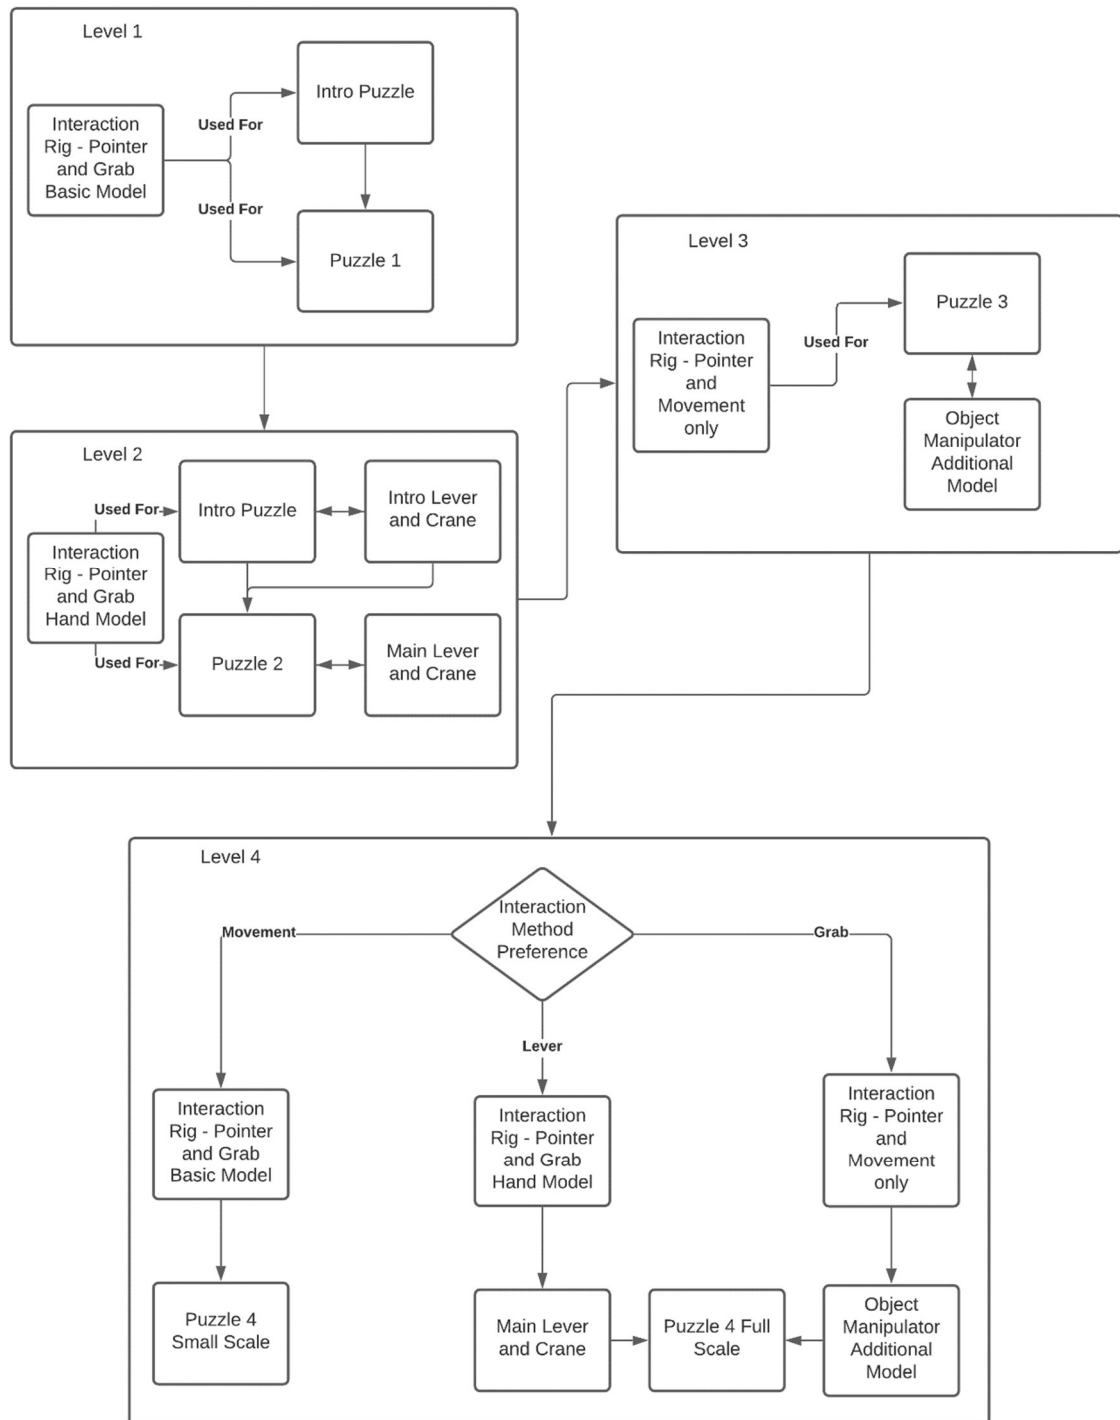 Level 1
Intro Puzzle
Used For
Interaction
Rig - Pointer
and Grab
Basic Model
Used For
Puzzle 1
Level 2
Used For
Intro Puzzle
Intro Lever
and Crane
Interaction
Rig - Pointer
and Grab
Hand Model
Used For
Puzzle 2
Main Lever
and Crane
Level 3
Puzzle 3
Used For
Interaction
Rig - Pointer
and
Movement
only
Object
Manipulator
Additional
Model
Level 4
Interaction
Method
Preference
Movement
Grab
Lever
Interaction
Rig - Pointer
and Grab
Basic Model
Interaction
Rig - Pointer
and Grab
Hand Model
Interaction
Rig - Pointer
and
Movement
only
Puzzle 4
Small Scale
Main Lever
and Crane
Puzzle 4 Full
Scale
Object
Manipulator
Additional
Model